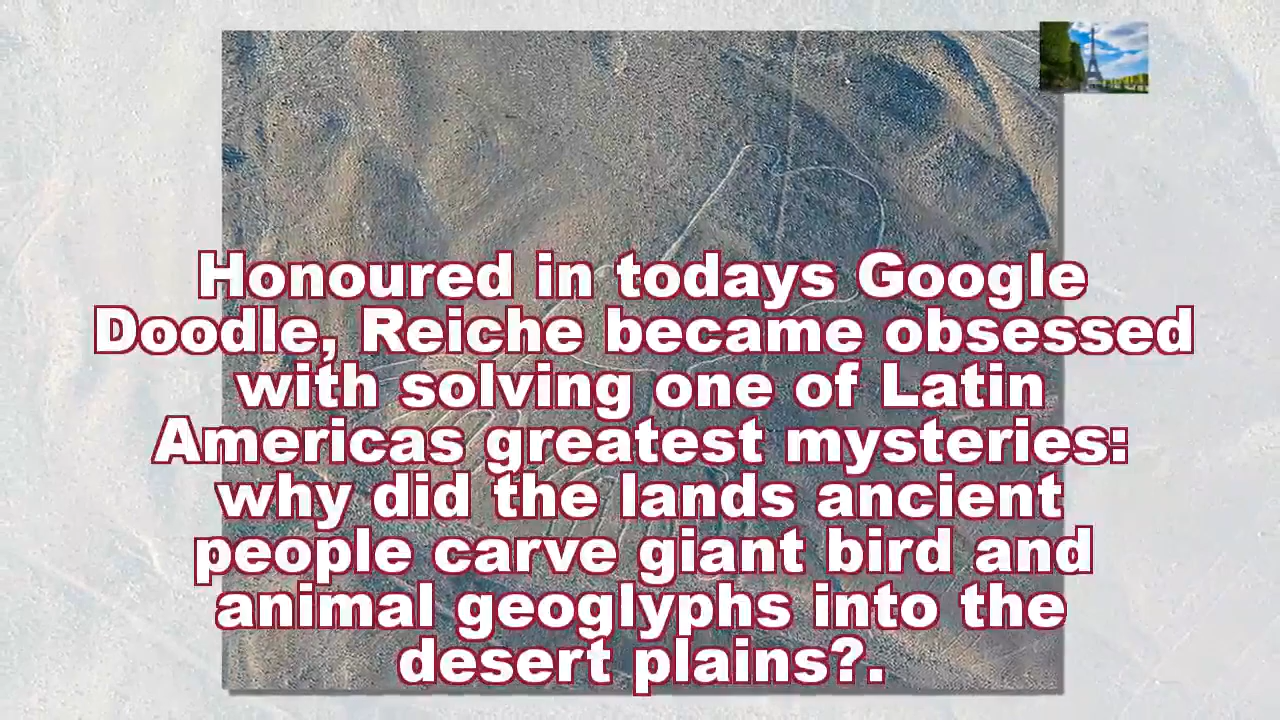 Honoured in todays Google
Doodle, Reiche became obsessed
with solving one of Latin
Americas greatest mysteries:
why did the lands ancient
people carve giant bird and
animal geoglyphs into the
desert plains?.